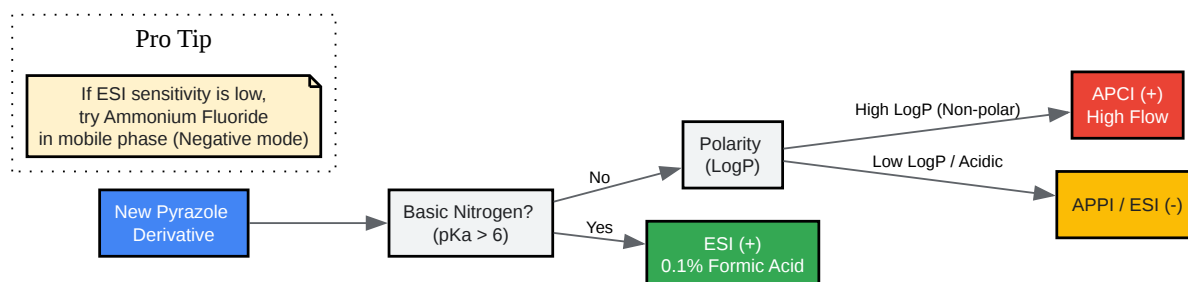 Pro Tip
If ESI sensitivity is low,
try Ammonium Fluoride
in mobile phase (Negative mode)
New Pyrazole
Derivative
Basic Nitrogen?
(pKa > 6)
No
Yes
Polarity
(LogP)
ESI (+)
0.1% Formic Acid
High LogP (Non-polar)
Low LogP / Acidic
APCI (+)
High Flow
APPI / ESI (-)